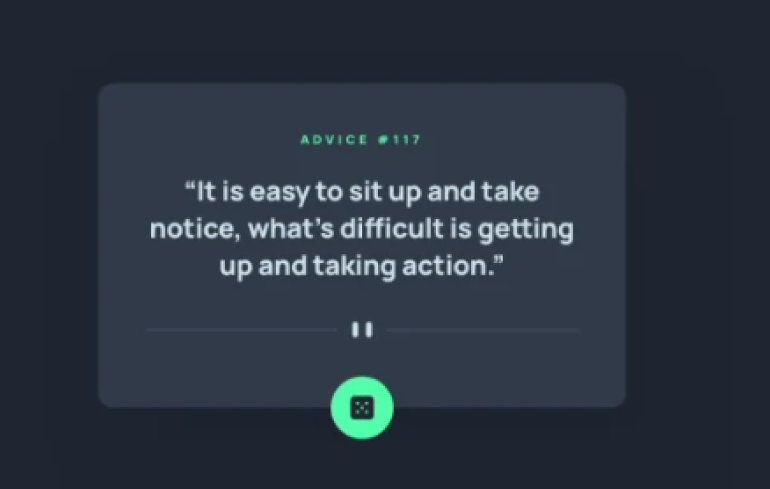 ADVICE #117
“It is easy to sit up and take
notice, what’s difficult is getting
up and taking action.”